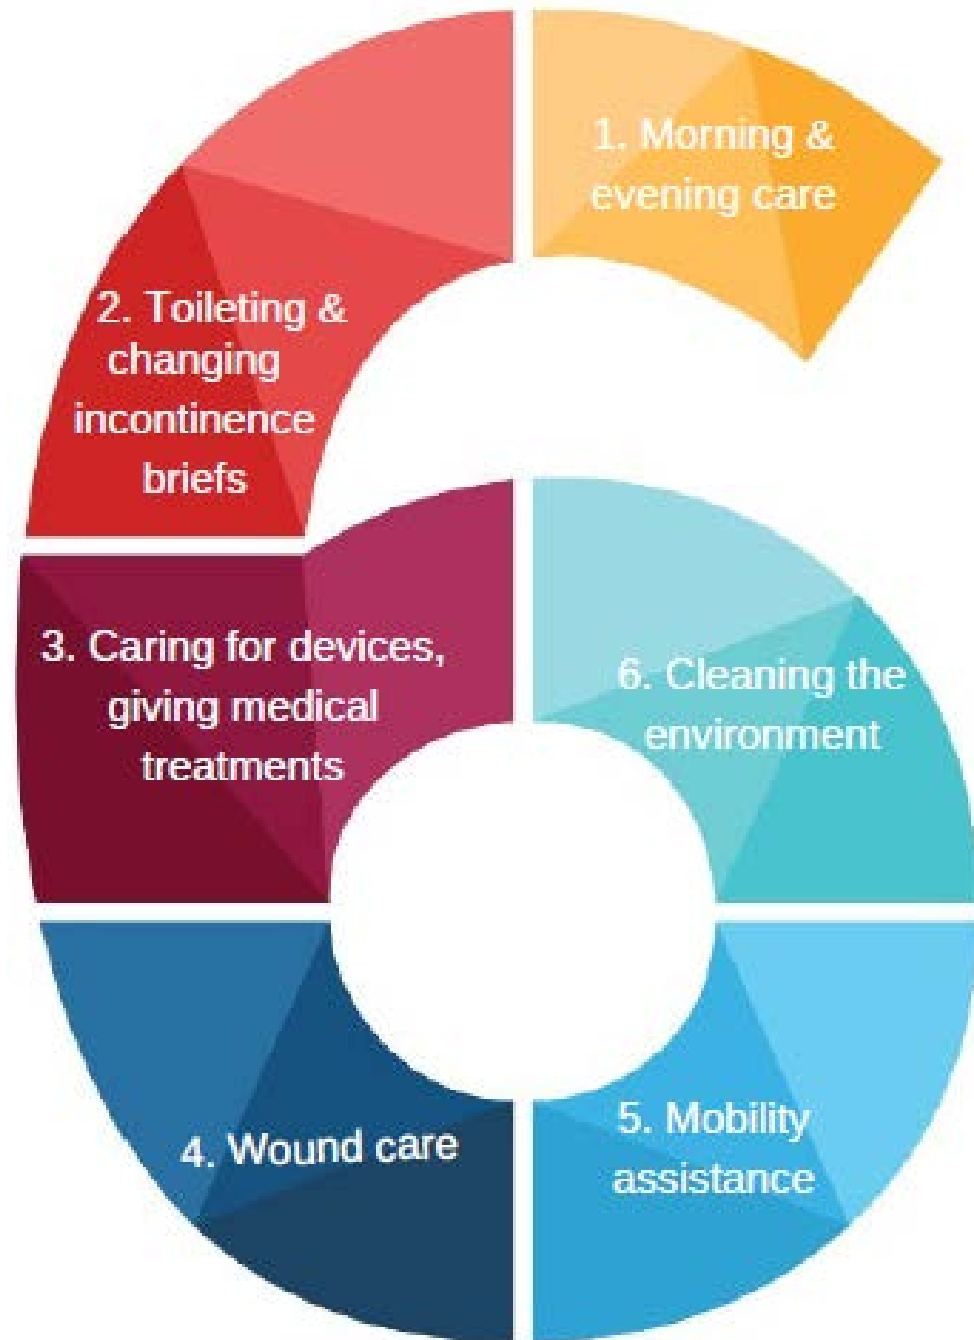 1. Morning &
evening care
2. Toileting &
changing
incontinence
briefs
3. Caring for devices,
giving medical
treatments
6. Cleaning the
environment
4. Wound care
5. Mobility
assistance